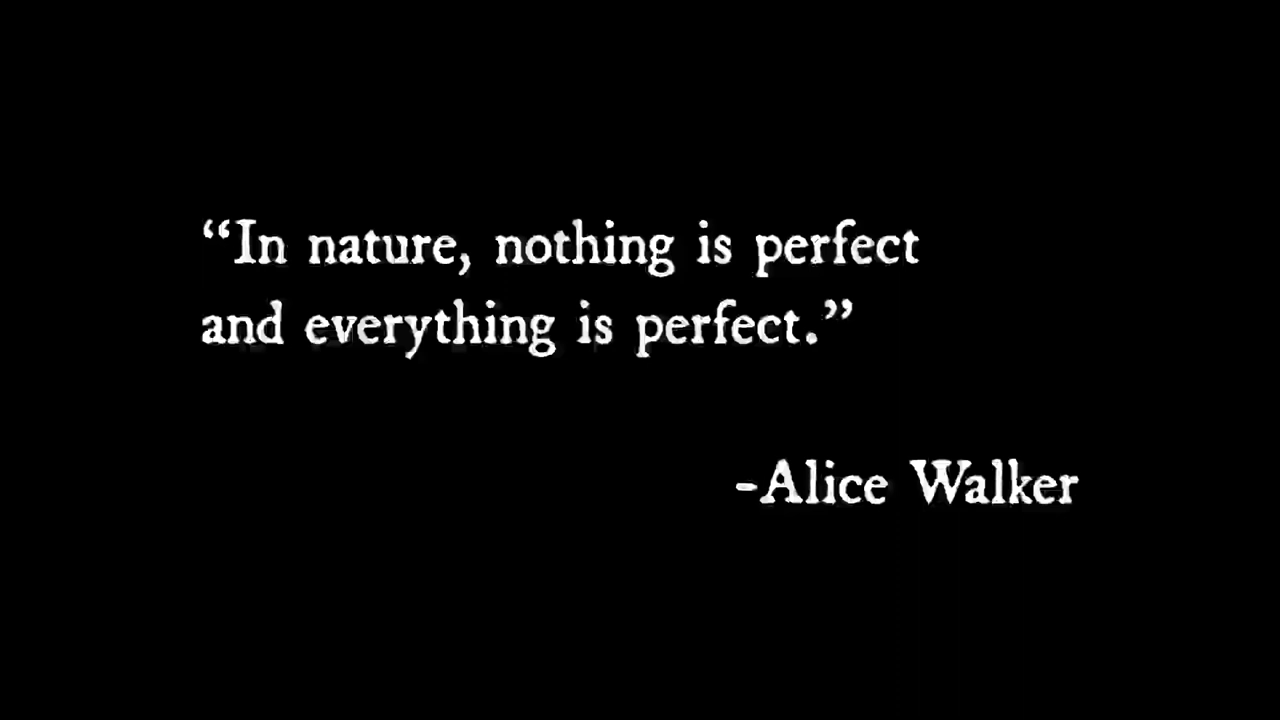 “In nature, nothing is perfect
and everything is perfect.”
-Alice Walker